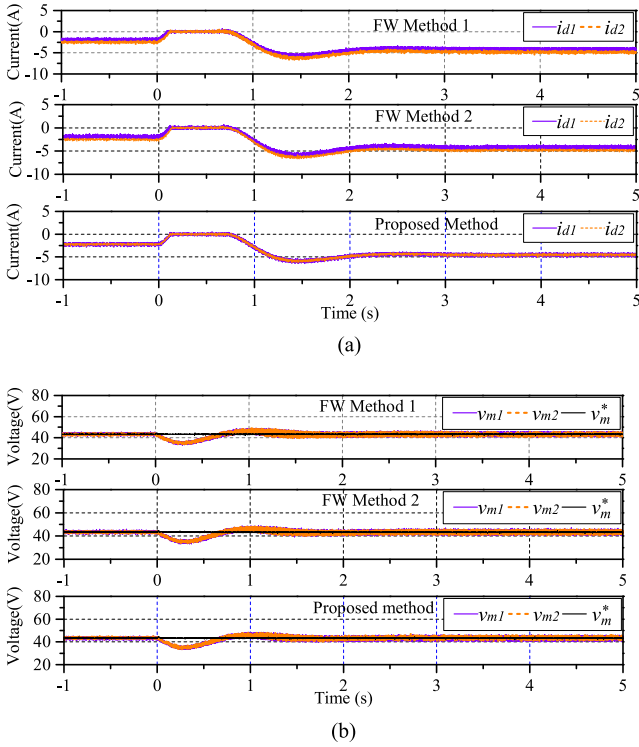 5
0
-5
-10
Current(A)
FW Method 1
id1 id2
-1 0 1 2 3 4 5
5
0
-5
-10
Current(A)
FW Method 2
id1 id2
-1 0 1 2 3 4 5
5
0
-5
-10
Current(A)
Proposed Method
id1 id2
-1 0 1 2 3 4 5
Time (s)
(a)
80
60
40
20
Voltage(V)
FW Method 1
vm1 vm2 vm*
-1 0 1 2 3 4 5
80
60
40
20
Voltage(V)
FW Method 2
vm1 vm2 vm*
-1 0 1 2 3 4 5
80
60
40
20
Voltage(V)
Proposed method
vm1 vm2 vm*
-1 0 1 2 3 4 5
Time (s)
(b)